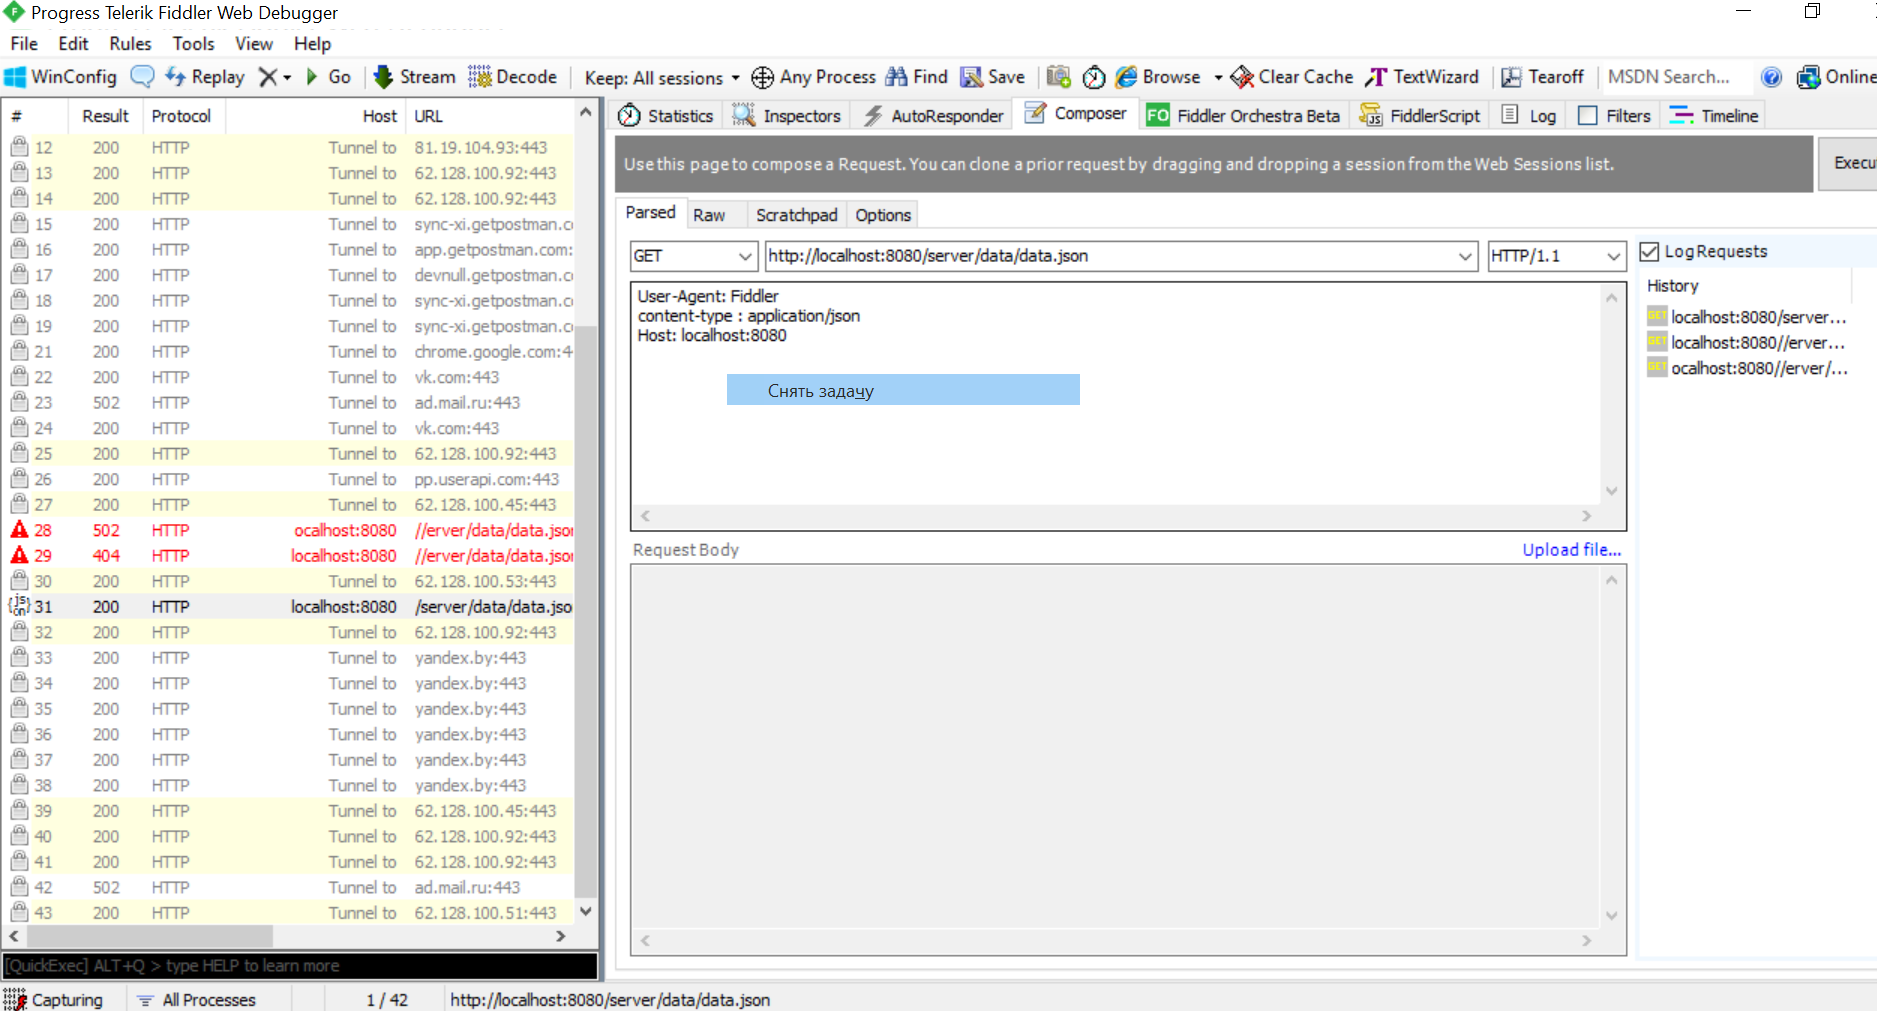 Progress Telerik Fiddler Web Debugger
File Edit Rules Tools View Help
WinConfig Replay Go Stream Decode Keep: All sessions Any Process Find Save Browse Clear Cache TextWizard Tearoff MSDN Search... Online
# Result Protocol Host URL
12 200 HTTP Tunnel to 81.19.104.93:443
13 200 HTTP Tunnel to 62.128.100.92:443
14 200 HTTP Tunnel to 62.128.100.92:443
15 200 HTTP Tunnel to sync-xi.getpostman.c
16 200 HTTP Tunnel to app.getpostman.com:
17 200 HTTP Tunnel to devnull.getpostman.c
18 200 HTTP Tunnel to sync-xi.getpostman.c
19 200 HTTP Tunnel to sync-xi.getpostman.c
21 200 HTTP Tunnel to chrome.google.com:4
22 200 HTTP Tunnel to vk.com:443
23 502 HTTP Tunnel to ad.mail.ru:443
24 200 HTTP Tunnel to vk.com:443
25 200 HTTP Tunnel to 62.128.100.92:443
26 200 HTTP Tunnel to pp.userapi.com:443
27 200 HTTP Tunnel to 62.128.100.45:443
28 502 HTTP ocalhost:8080 //erver/data/data.json
29 404 HTTP localhost:8080 //erver/data/data.json
30 200 HTTP Tunnel to 62.128.100.53:443
31 200 HTTP localhost:8080 /server/data/data.jso
32 200 HTTP Tunnel to 62.128.100.92:443
33 200 HTTP Tunnel to yandex.by:443
34 200 HTTP Tunnel to yandex.by:443
35 200 HTTP Tunnel to yandex.by:443
36 200 HTTP Tunnel to yandex.by:443
37 200 HTTP Tunnel to yandex.by:443
38 200 HTTP Tunnel to yandex.by:443
39 200 HTTP Tunnel to 62.128.100.45:443
40 200 HTTP Tunnel to 62.128.100.92:443
41 200 HTTP Tunnel to 62.128.100.92:443
42 502 HTTP Tunnel to ad.mail.ru:443
43 200 HTTP Tunnel to 62.128.100.51:443
[QuickExec] ALT+Q > type HELP to learn more
Statistics Inspectors AutoResponder Composer FO Fiddler Orchestra Beta FiddlerScript Log Filters Timeline
Use this page to compose a Request. You can clone a prior request by dragging and dropping a session from the Web Sessions list.
Execu
Parsed Raw Scratchpad Options
GET http://localhost:8080/server/data/data.json HTTP/1.1
User-Agent: Fiddler
content-type : application/json
Host: localhost:8080
Снять задачу
Request Body Upload file...
Log Requests
History
GET localhost:8080/server...
GET localhost:8080//erver...
GET ocalhost:8080//erver/...
Capturing All Processes 1 / 42 http://localhost:8080/server/data/data.json